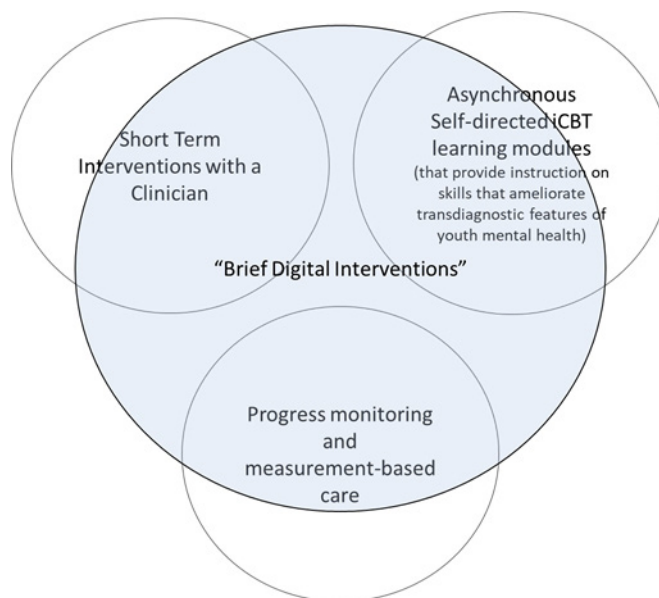 Short Term
Interventions with a
Clinician
Asynchronous
Self-directed iCBT
learning modules
(that provide instruction on
skills that ameliorate
transdiagnostic features of
youth mental health)
“Brief Digital Interventions”
Progress monitoring
and
measurement-based
care